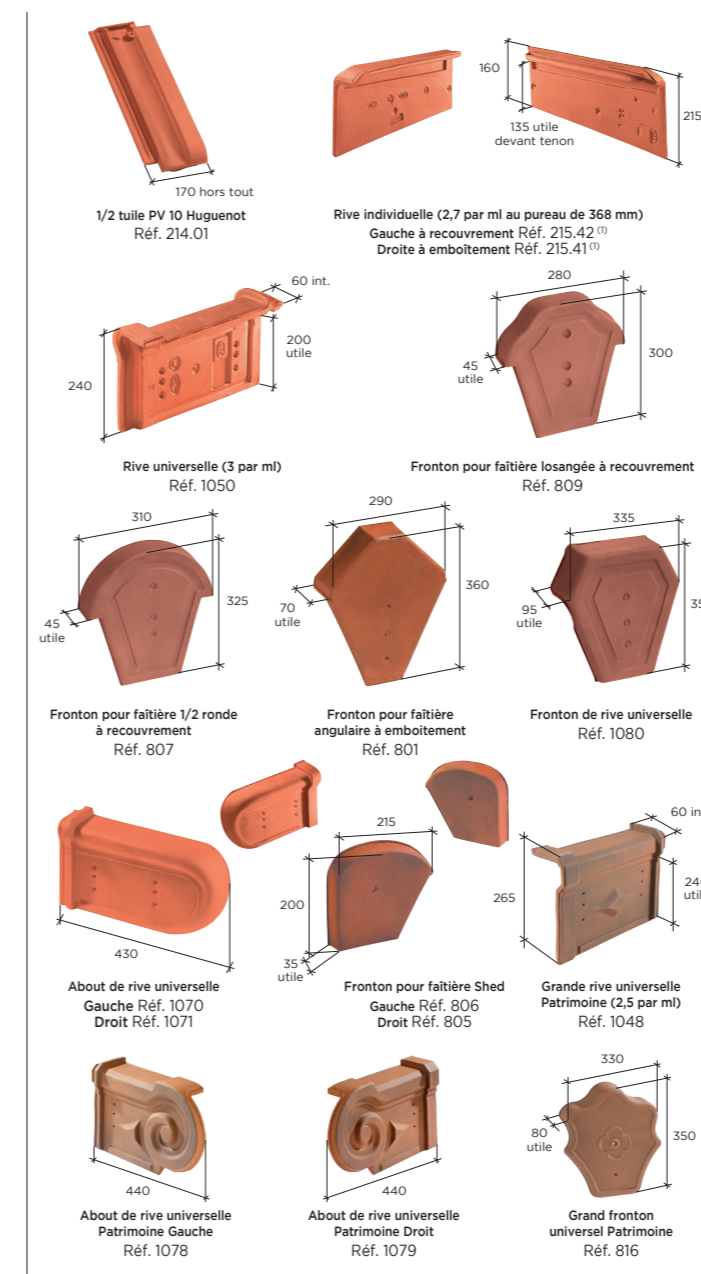 170 hors tout
1/2 tuile PV 10 Huguenot
Réf. 214.01
160
135 utile
devant tenon
215
Rive individuelle (2,7 par ml au pureau de 368 mm)
Gauche à recouvrement Réf. 215.42 (1)
Droite à emboîtement Réf. 215.41 (1)
60 int.
200
utile
240
Rive universelle (3 par ml)
Réf. 1050
280
300
45
utile
Fronton pour faîtière losangée à recouvrement
Réf. 809
310
325
45
utile
Fronton pour faîtière 1/2 ronde
à recouvrement
Réf. 807
290
360
70
utile
Fronton pour faîtière
angulaire à emboitement
Réf. 801
335
95
utile
Fronton de rive universelle
Réf. 1080
430
About de rive universelle
Gauche Réf. 1070
Droit Réf. 1071
215
200
35
utile
Fronton pour faîtière Shed
Gauche Réf. 806
Droit Réf. 805
60 in
265
24
util
Grande rive universelle
Patrimoine (2,5 par ml)
Réf. 1048
440
About de rive universelle
Patrimoine Gauche
Réf. 1078
440
About de rive universelle
Patrimoine Droit
Réf. 1079
330
350
80
utile
Grand fronton
universel Patrimoine
Réf. 816